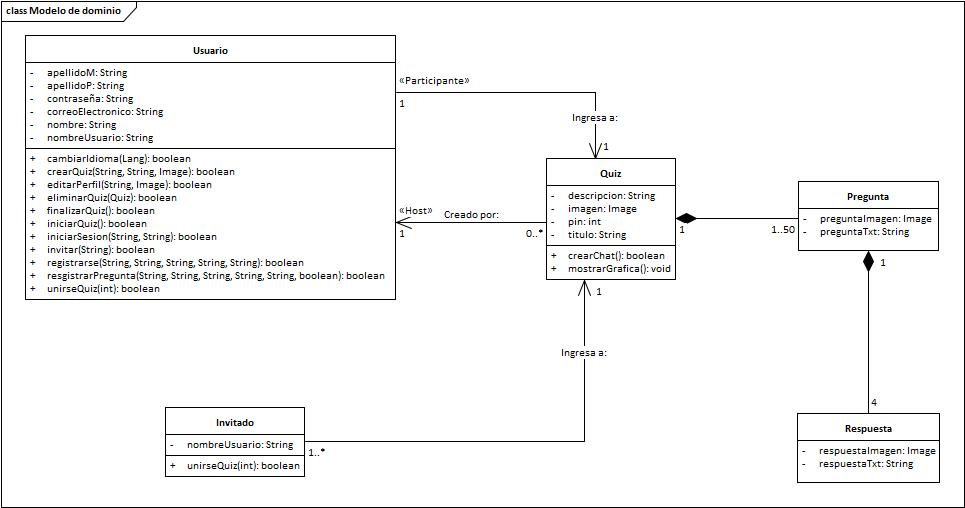 class Modelo de dominio
Usuario
- apellidoM: String
- apellidoP: String
- contraseña: String
- correoElectronico: String
- nombre: String
- nombreUsuario: String
+ cambiarIdioma(Lang): boolean
+ crearQuiz(String, String, Image): boolean
+ editarPerfil(String, Image): boolean
+ eliminarQuiz(Quiz): boolean
+ finalizarQuiz(): boolean
+ iniciarQuiz(): boolean
+ iniciarSesion(String, String): boolean
+ invitar(String): boolean
+ registrarse(String, String, String, String, String): boolean
+ resgistrarPregunta(String, String, String, String, String, boolean): boolean
+ unirseQuiz(int): boolean
«Participante»
1
Ingresa a:
1
«Host»
Creado por:
1
0..*
Quiz
- descripcion: String
- imagen: Image
- pin: int
- titulo: String
+ crearChat(): boolean
+ mostrarGrafica(): void
1
1..50
Pregunta
- preguntaImagen: Image
- preguntaTxt: String
1
4
Respuesta
- respuestaImagen: Image
- respuestaTxt: String
1
Ingresa a:
1..*
Invitado
- nombreUsuario: String
+ unirseQuiz(int): boolean